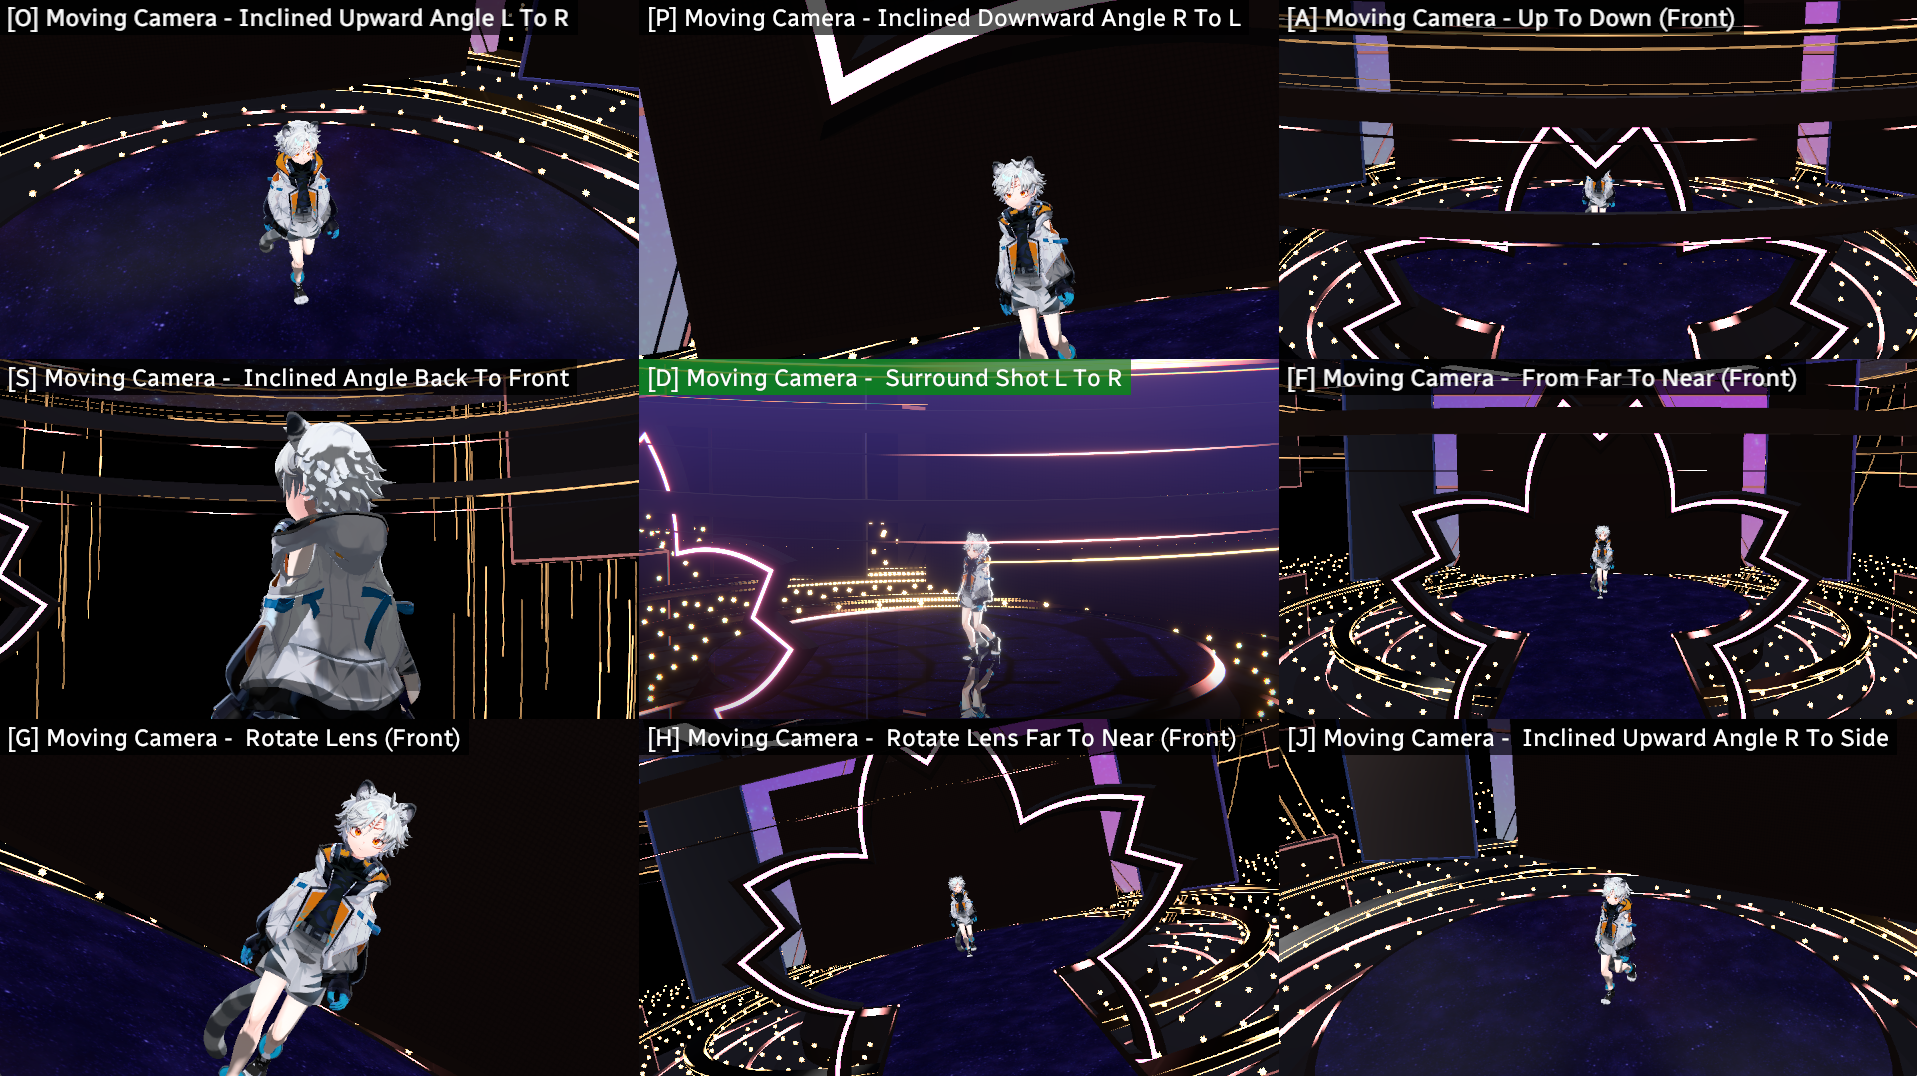 [O] Moving Camera - Inclined Upward Angle L To R
[P] Moving Camera - Inclined Downward Angle R To L
[A] Moving Camera - Up To Down (Front)
[S] Moving Camera -  Inclined Angle Back To Front
[D] Moving Camera -  Surround Shot L To R
[F] Moving Camera -  From Far To Near (Front)
[G] Moving Camera -  Rotate Lens (Front)
[H] Moving Camera -  Rotate Lens Far To Near (Front)
[J] Moving Camera -  Inclined Upward Angle R To Side